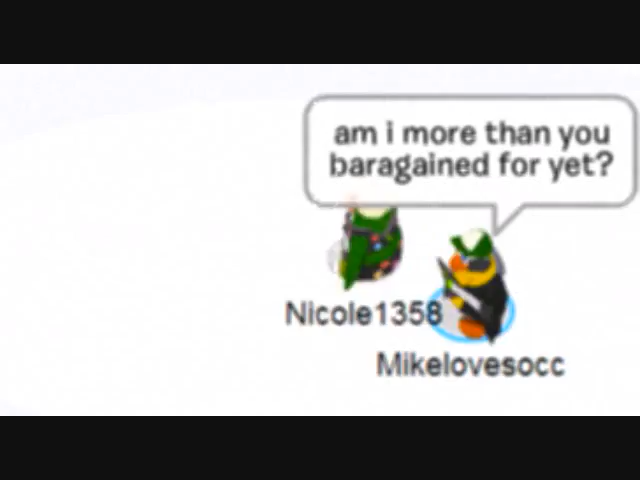 am i more than you
baragained for yet?
Nicole1358
Mikelovesocc